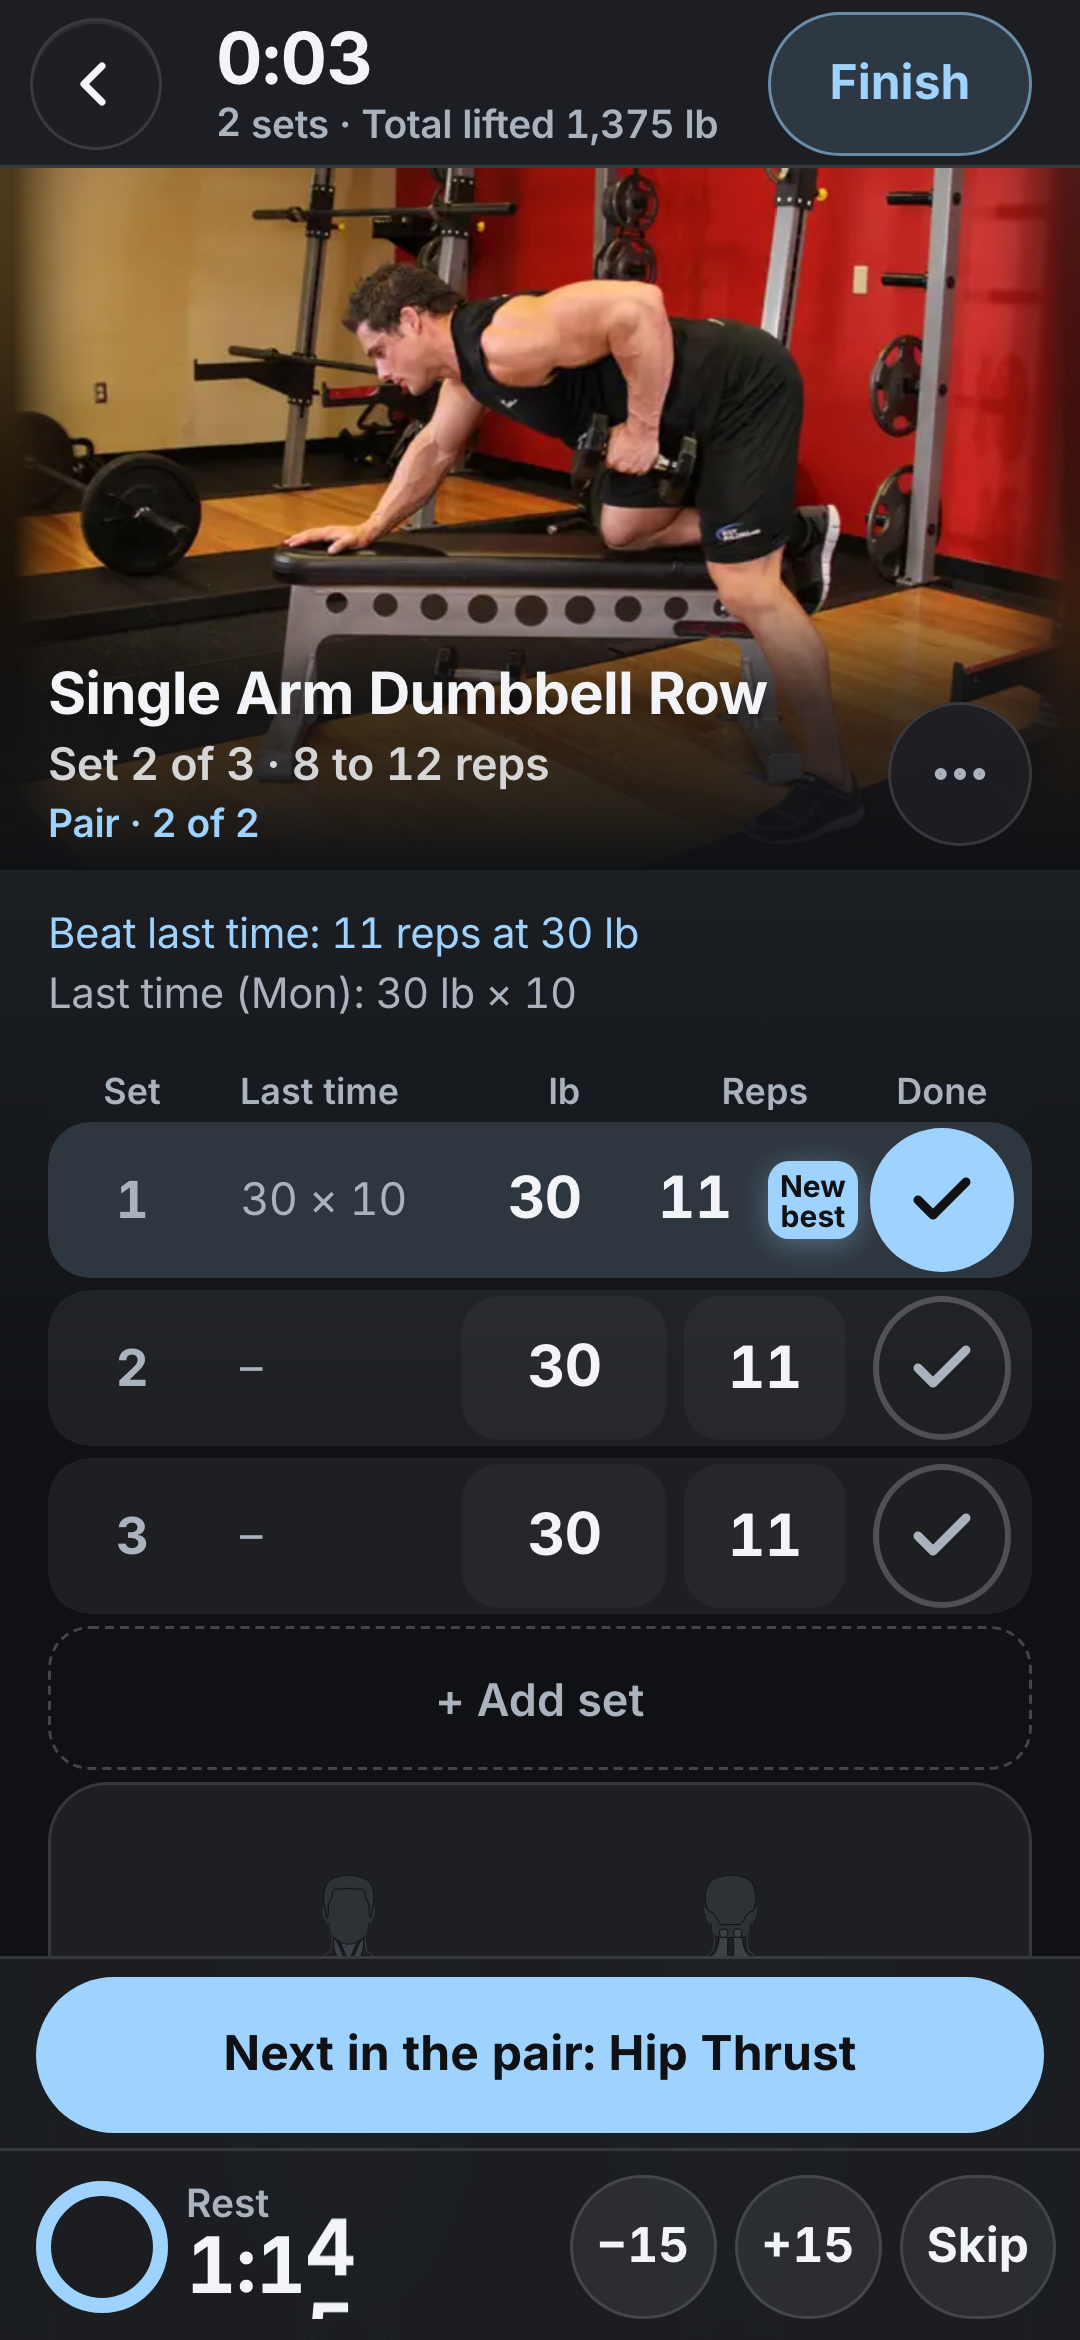 0:03
2 sets · Total lifted 1,375 lb
Finish
Single Arm Dumbbell Row
Set 2 of 3 · 8 to 12 reps
Pair · 2 of 2
Beat last time: 11 reps at 30 lb
Last time (Mon): 30 lb × 10
Set Last time lb Reps Done
1 30 × 10 30 11 New best
2 – 30 11
3 – 30 11
+ Add set
Next in the pair: Hip Thrust
Rest
1:14
−15 +15 Skip